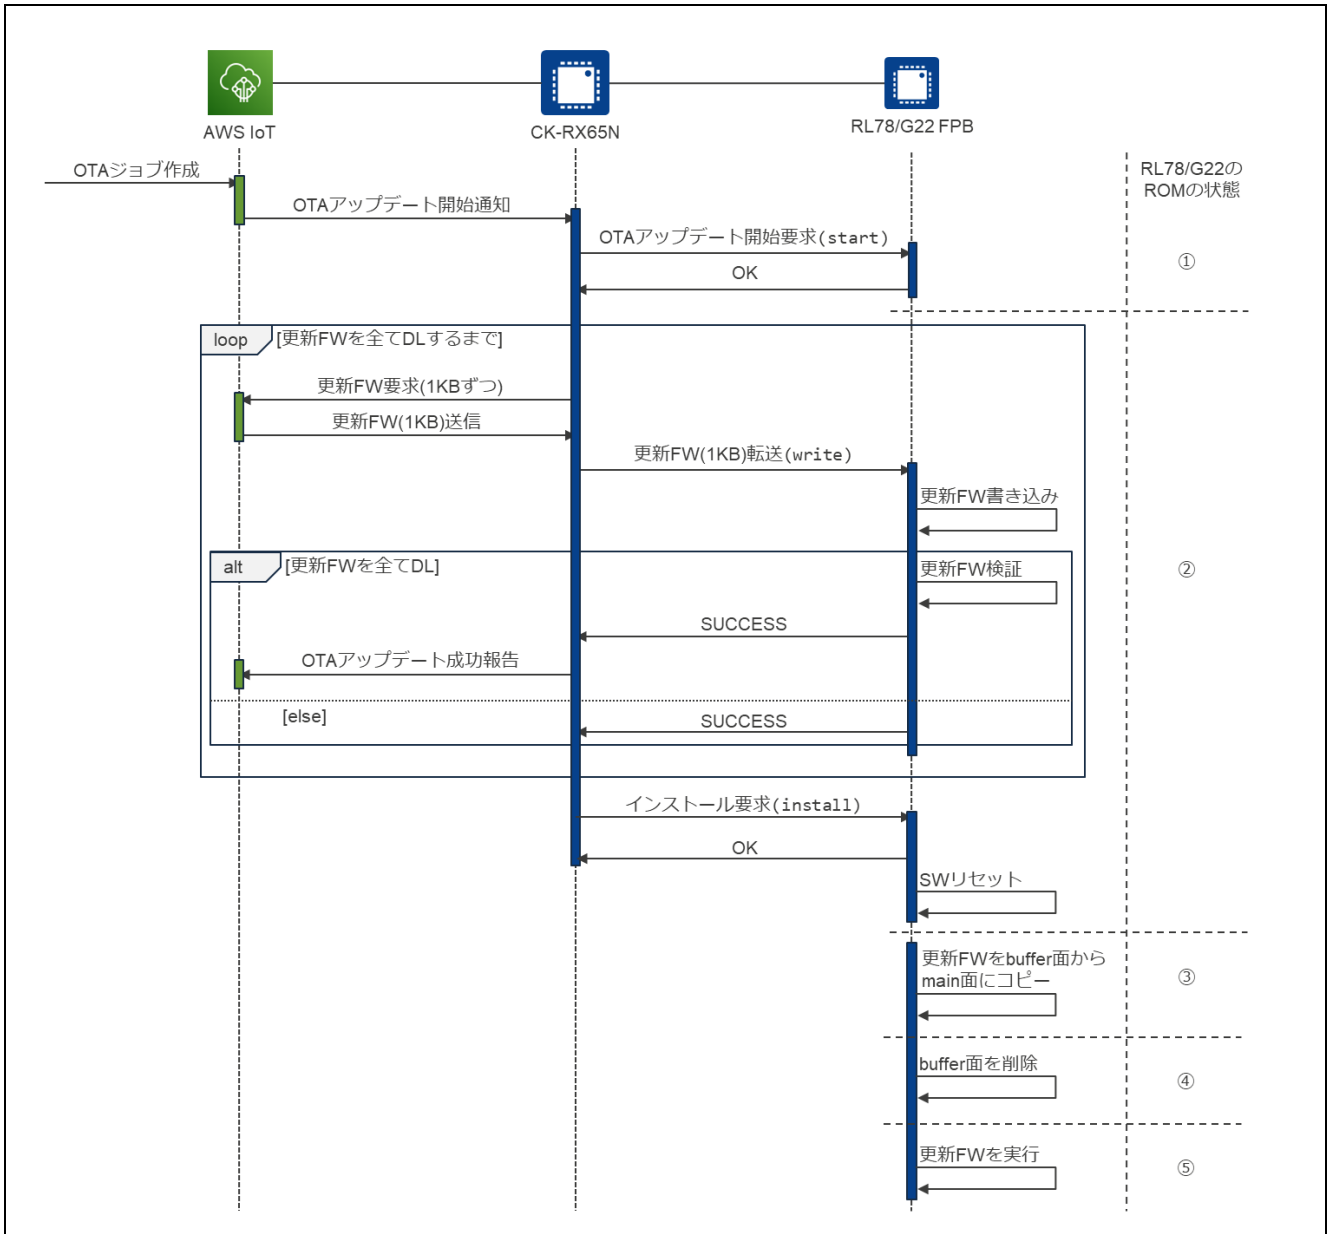 AWS IoT
CK-RX65N
RL78/G22 FPB
OTAジョブ作成
RL78/G22の
ROMの状態
OTAアップデート開始通知
OTAアップデート開始要求(start)
①
OK
loop
[更新FWを全てDLするまで]
更新FW要求(1KBずつ)
更新FW(1KB)送信
更新FW(1KB)転送(write)
更新FW書き込み
alt
[更新FWを全てDL]
更新FW検証
②
SUCCESS
OTAアップデート成功報告
[else]
SUCCESS
インストール要求(install)
OK
SWリセット
更新FWをbuffer面から
main面にコピー
③
buffer面を削除
④
更新FWを実行
⑤